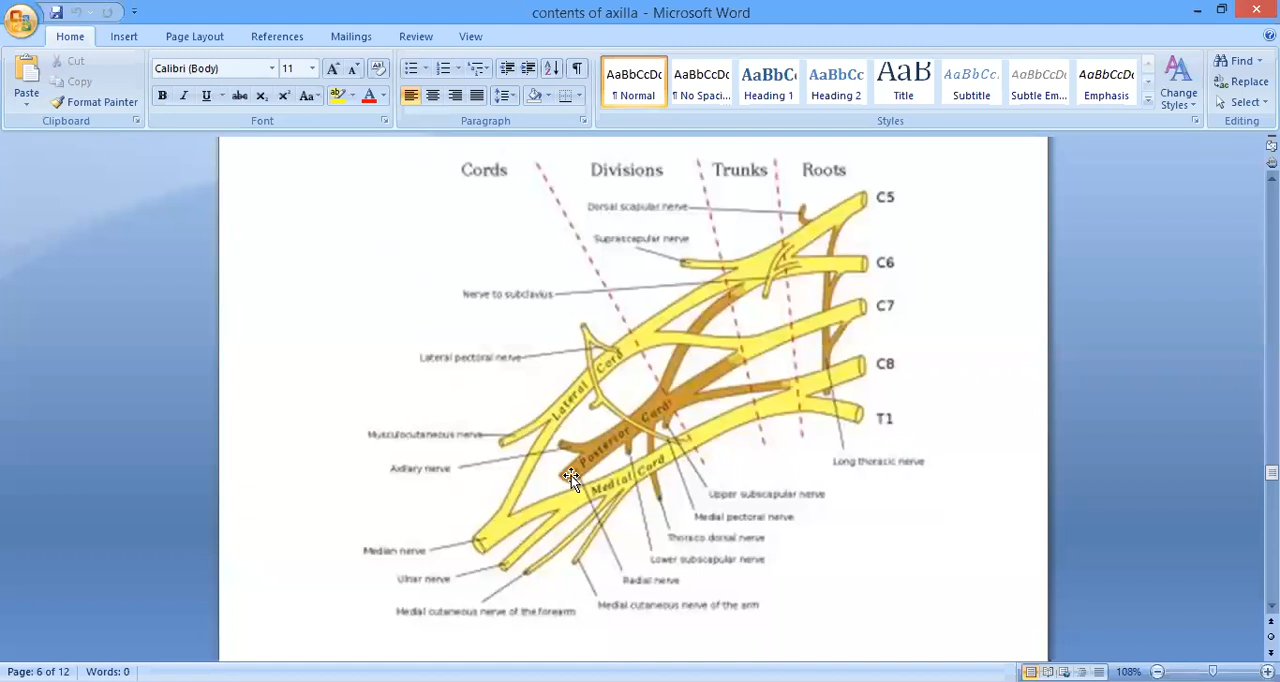 contents of axilla - Microsoft Word
Home Insert Page Layout References Mailings Review View
Paste
Cut
Copy
Format Painter
Clipboard
Calibri (Body) 11
Font
Paragraph
AaBbCcDc AaBbCcDc AaBbC AaBbCc AaB AaBbCc. AaBbCcDc AaBbCcDc
¶ Normal ¶ No Spaci... Heading 1 Heading 2 Title Subtitle Subtle Em... Emphasis
Styles
Change Styles
Find
Replace
Select
Editing
Cords Divisions Trunks Roots
C5
Dorsal scapular nerve
Suprascapular nerve
C6
Nerve to subclavius
C7
Lateral pectoral nerve
C8
Lateral Cord
Posterior Cord
T1
Musculocutaneous nerve
Axillary nerve
Medial Cord
Long thoracic nerve
Upper subscapular nerve
Medial pectoral nerve
Thoraco dorsal nerve
Median nerve
Lower subscapular nerve
Ulnar nerve
Radial nerve
Medial cutaneous nerve of the forearm
Medial cutaneous nerve of the arm
Page: 6 of 12 Words: 0
108%